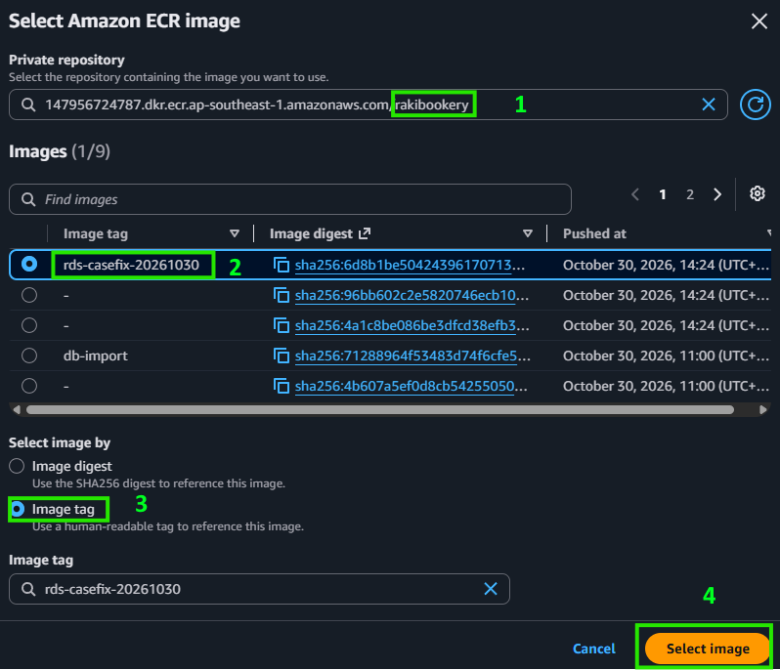 Select Amazon ECR image
Private repository
Select the repository containing the image you want to use.
147956724787.dkr.ecr.ap-southeast-1.amazonaws.com/rakibookery 1
Images (1/9)
Find images
1 2
Image tag Image digest Pushed at
rds-casefix-20261030 2 sha256:6d8b1be50424396170713... October 30, 2026, 14:24 (UTC+...
- sha256:96bb602c2e5820746ecb10... October 30, 2026, 14:24 (UTC+...
- sha256:4a1c8be086be3dfcd38efb3... October 30, 2026, 14:24 (UTC+...
db-import sha256:71288964f53483d74f6cfe5... October 30, 2026, 11:00 (UTC+...
- sha256:4b607a5ef0d8cb54255050... October 30, 2026, 11:00 (UTC+...
Select image by
Image digest
Use the SHA256 digest to reference this image.
Image tag 3
Use a human-readable tag to reference this image.
Image tag
rds-casefix-20261030
4
Cancel Select image